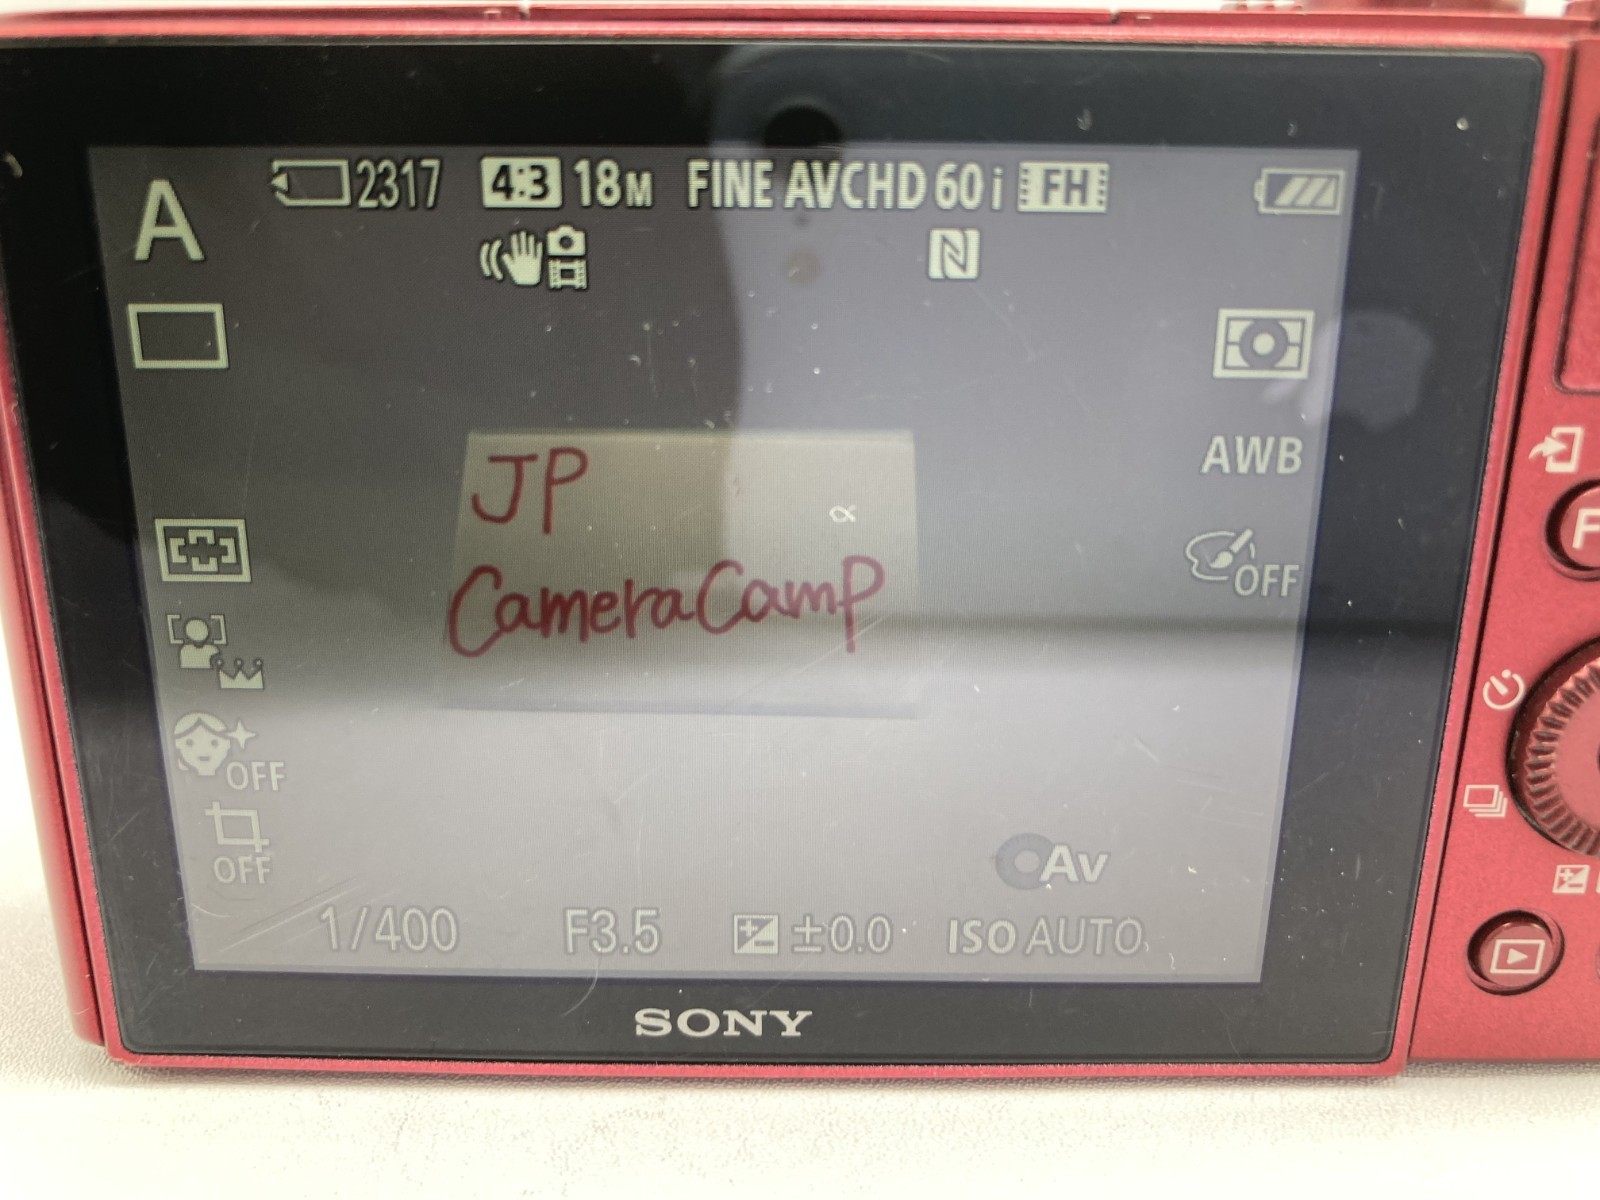 A 2317 4:3 18M FINE AVCHD 60i FH
N
AWB
JP
α
CameraCamp
OFF
OFF
OFF
Av
1/400 F3.5 ±0.0 ISO AUTO
SONY
F